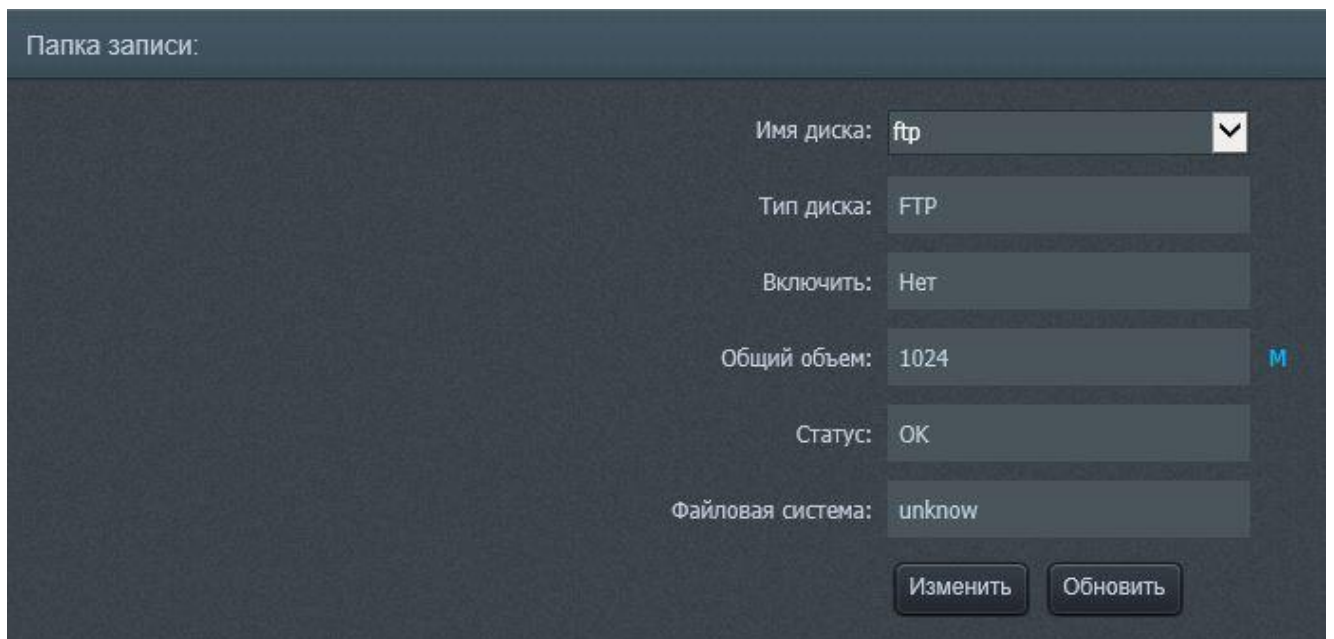 Папка записи:
Имя диска: ftp
Тип диска: FTP
Включить: Нет
Общий объем: 1024 M
Статус: OK
Файловая система: unknow
Изменить Обновить